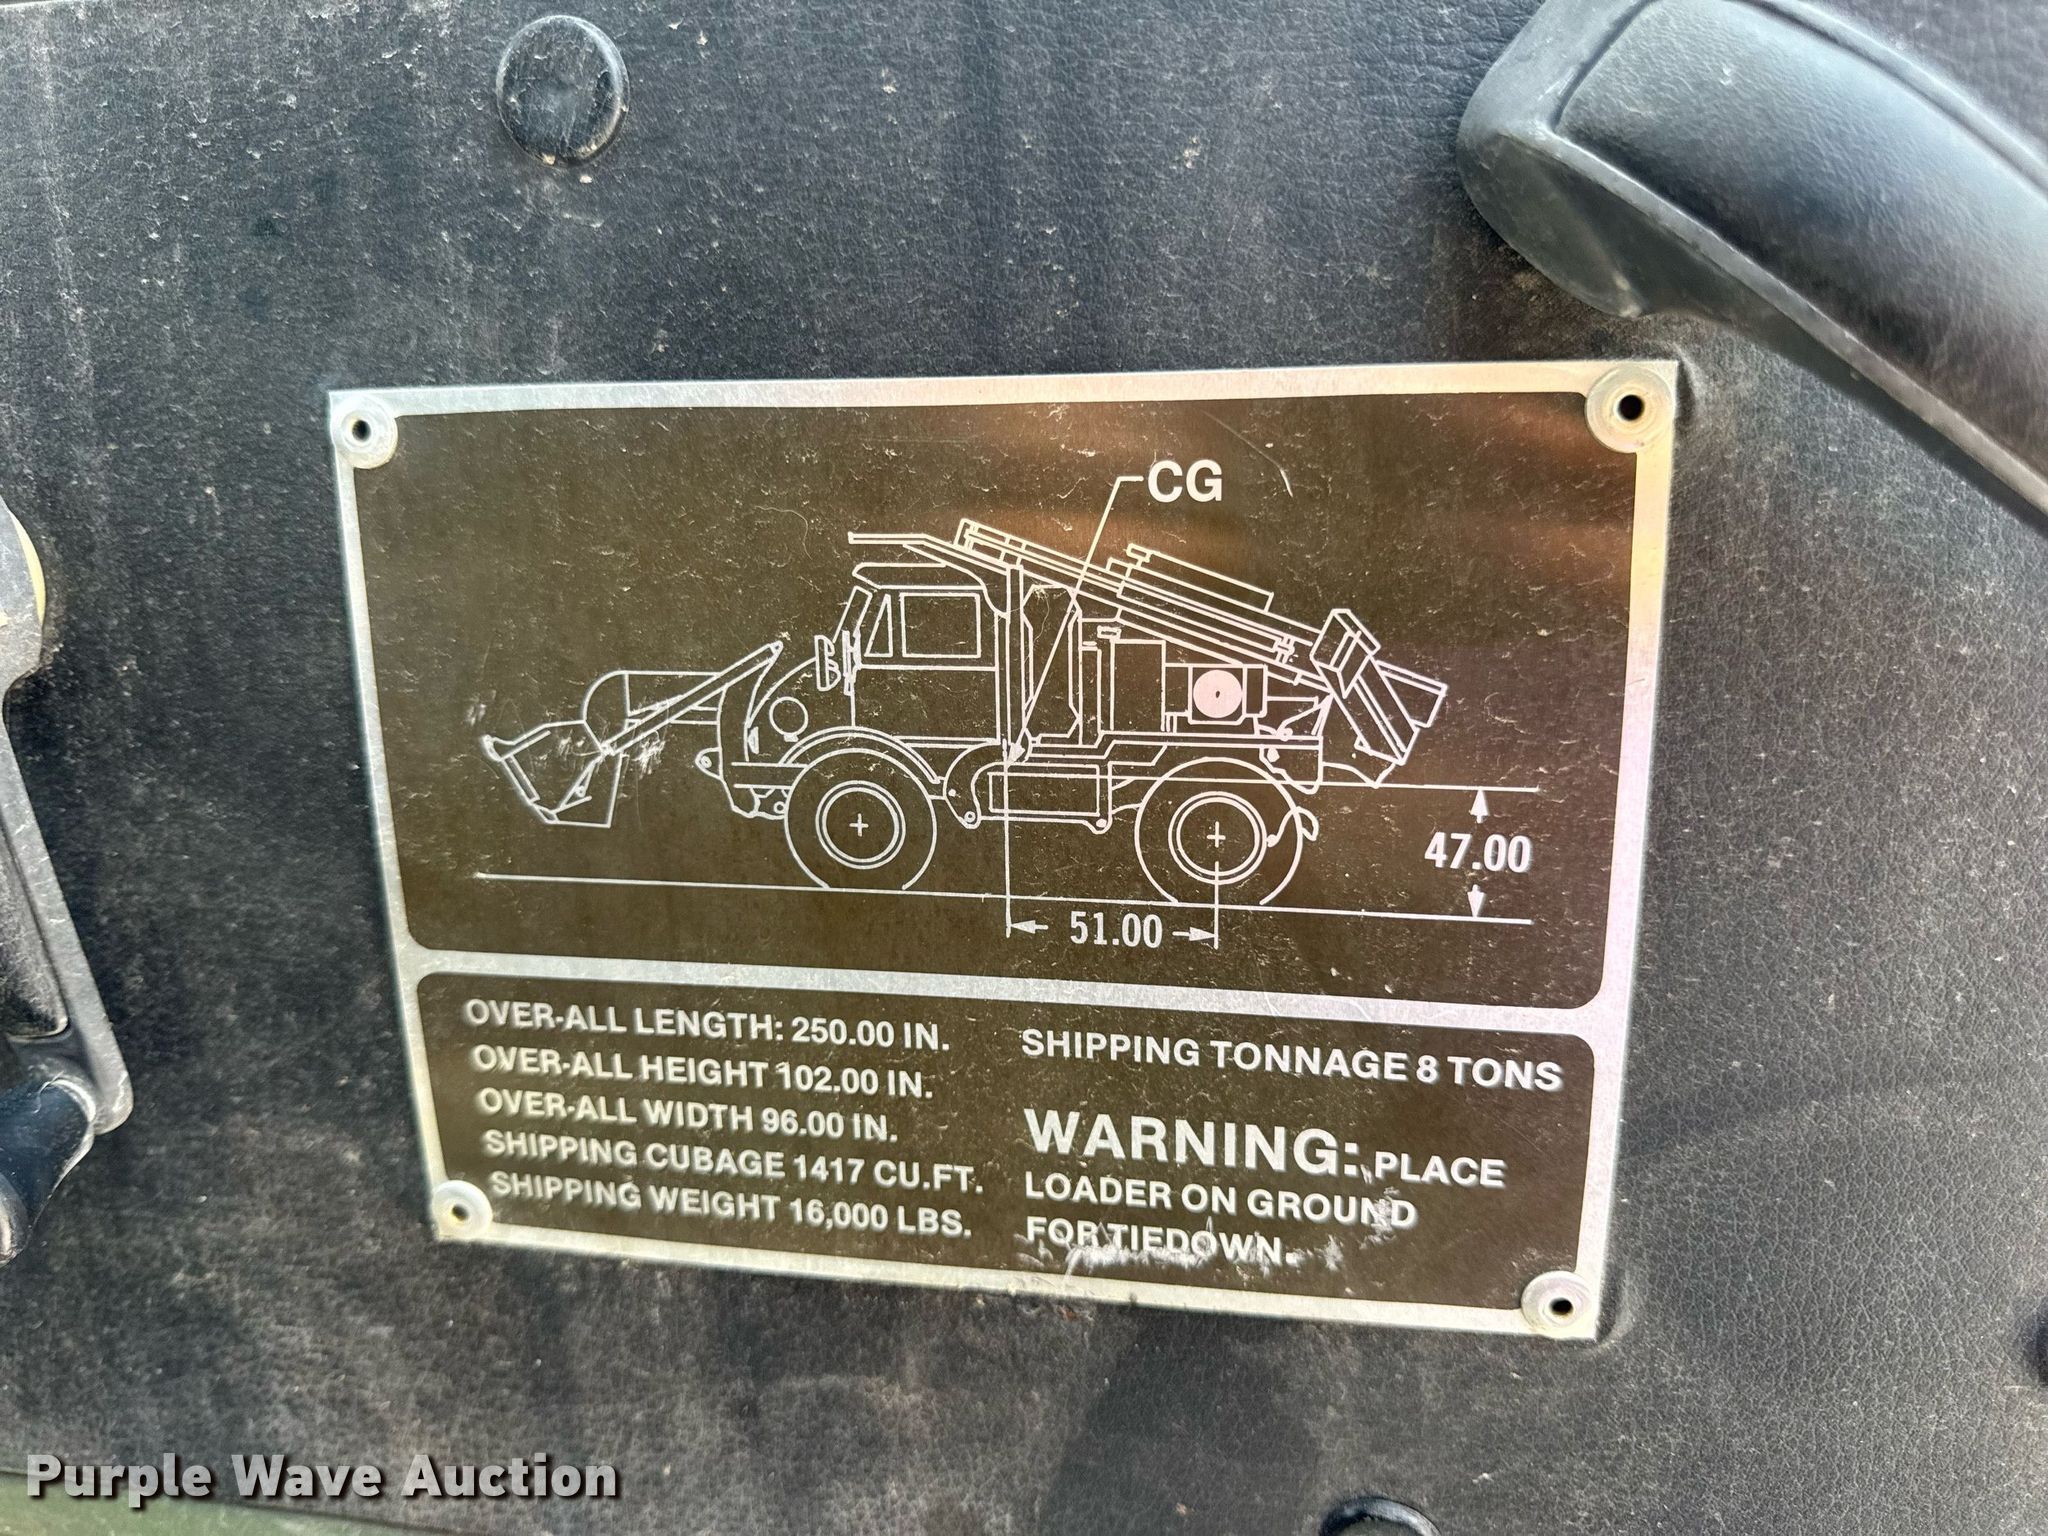 CG
47.00
51.00
OVER-ALL LENGTH: 250.00 IN.
OVER-ALL HEIGHT 102.00 IN.
OVER-ALL WIDTH 96.00 IN.
SHIPPING CUBAGE 1417 CU.FT.
SHIPPING WEIGHT 16,000 LBS.
SHIPPING TONNAGE 8 TONS
WARNING: PLACE
LOADER ON GROUND
FOR TIEDOWN.
Purple Wave Auction